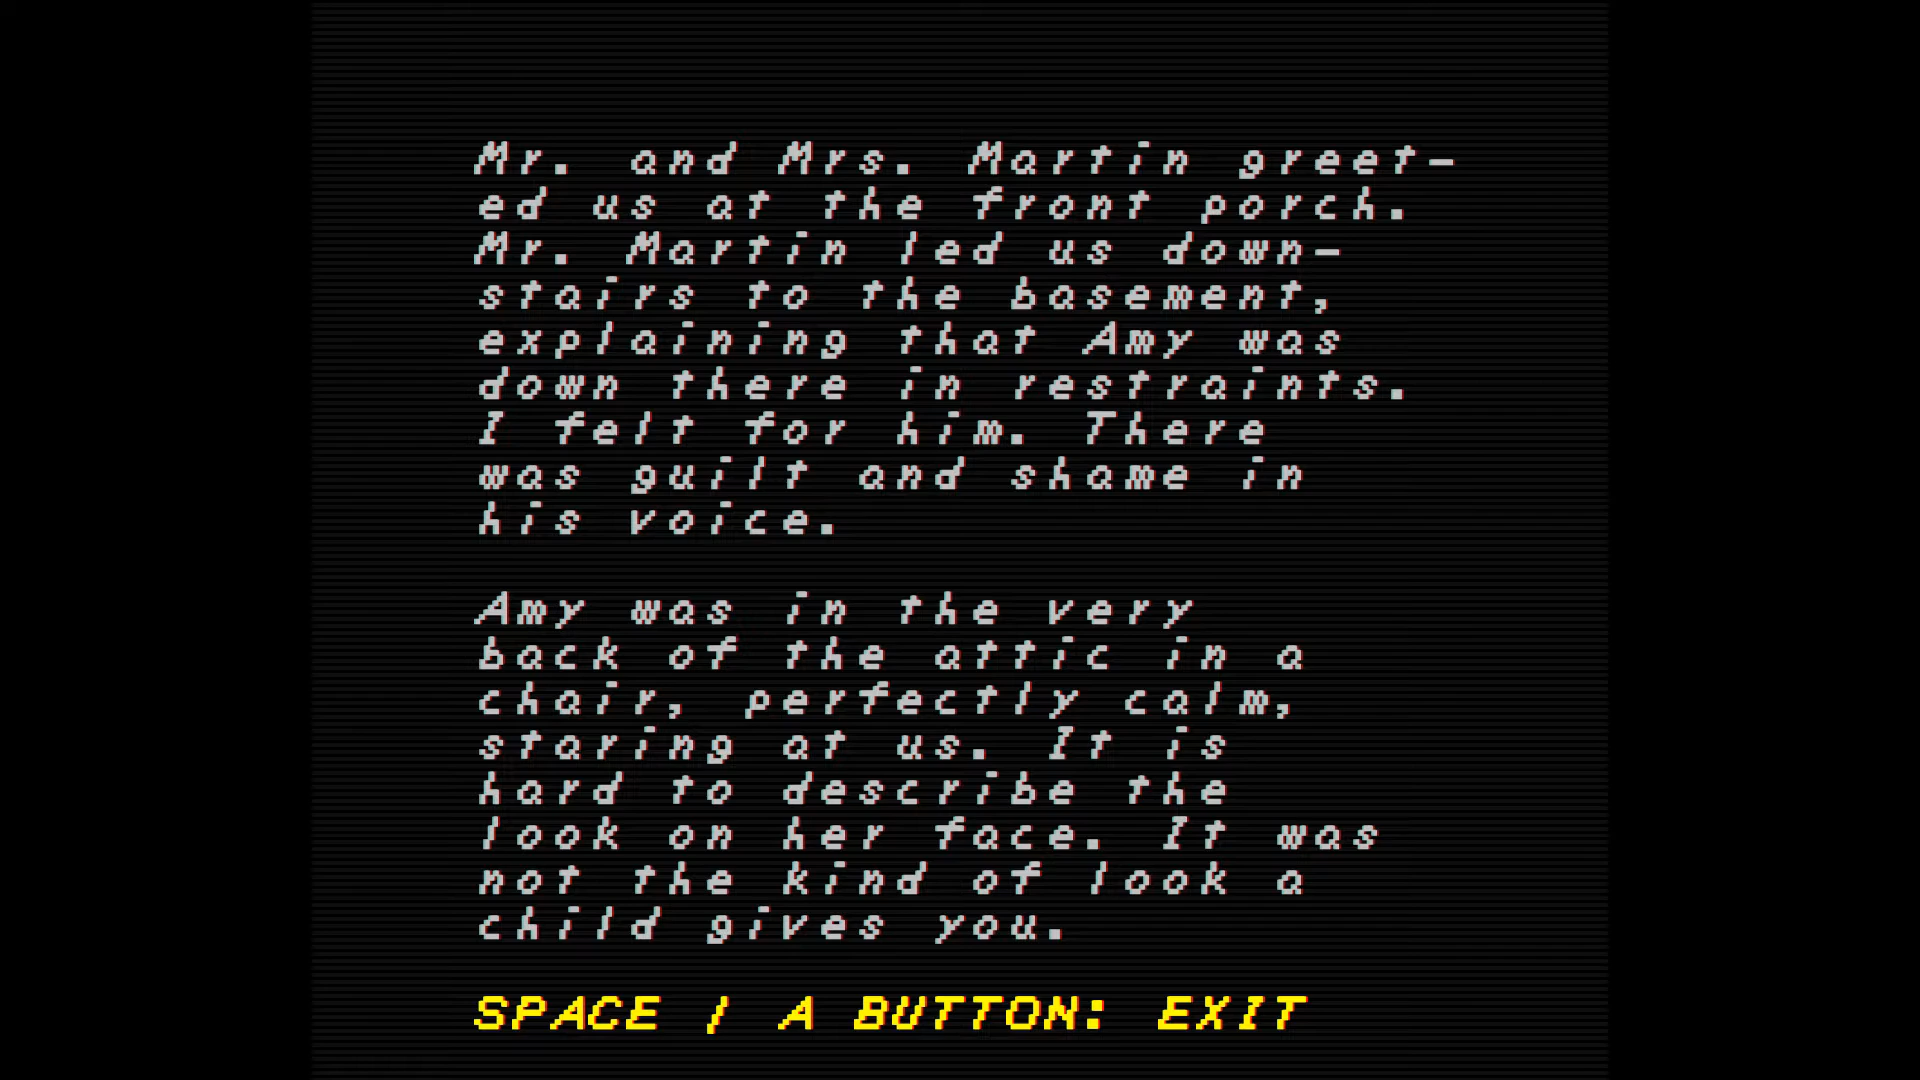 Mr. and Mrs. Martin greet-
ed us at the front porch.
Mr. Martin led us down-
stairs to the basement,
explaining that Amy was
down there in restraints.
I felt for him. There
was guilt and shame in
his voice.
Amy was in the very
back of the attic in a
chair, perfectly calm,
staring at us. It is
hard to describe the
look on her face. It was
not the kind of look a
child gives you.
SPACE / A BUTTON: EXIT